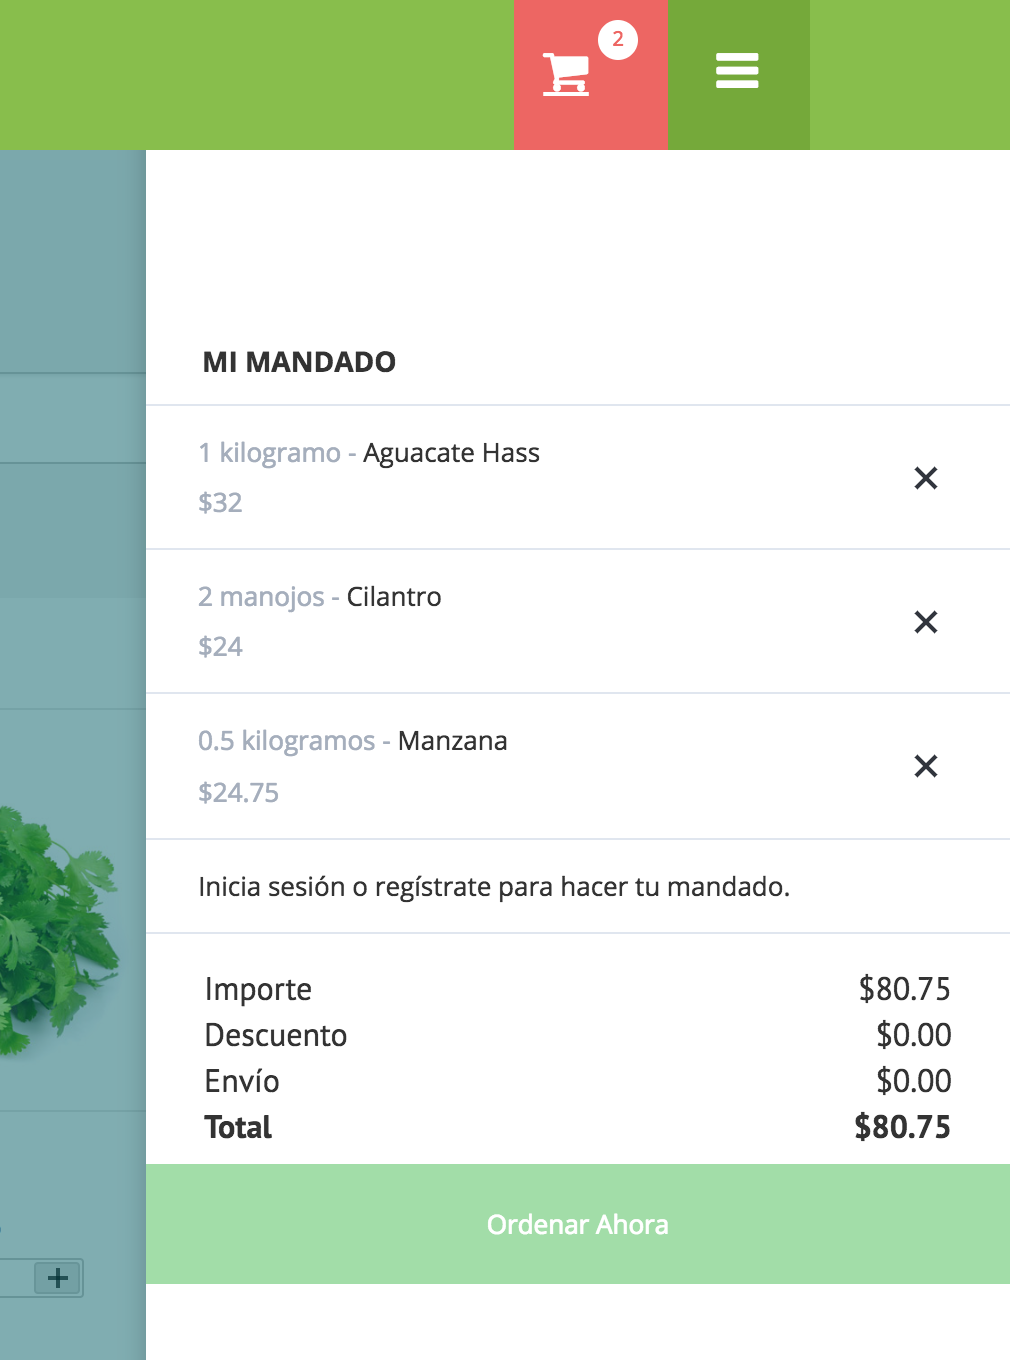 2
MI MANDADO
1 kilogramo - Aguacate Hass
$32
2 manojos - Cilantro
$24
0.5 kilogramos - Manzana
$24.75
Inicia sesión o regístrate para hacer tu mandado.
Importe $80.75
Descuento $0.00
Envío $0.00
Total $80.75
Ordenar Ahora